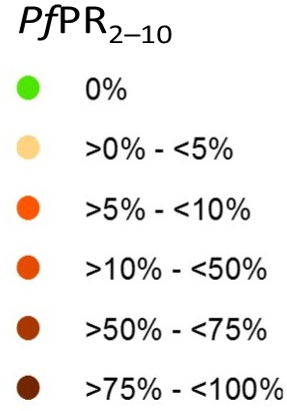 PfPR2–10
0%
>0% - <5%
>5% - <10%
>10% - <50%
>50% - <75%
>75% - <100%